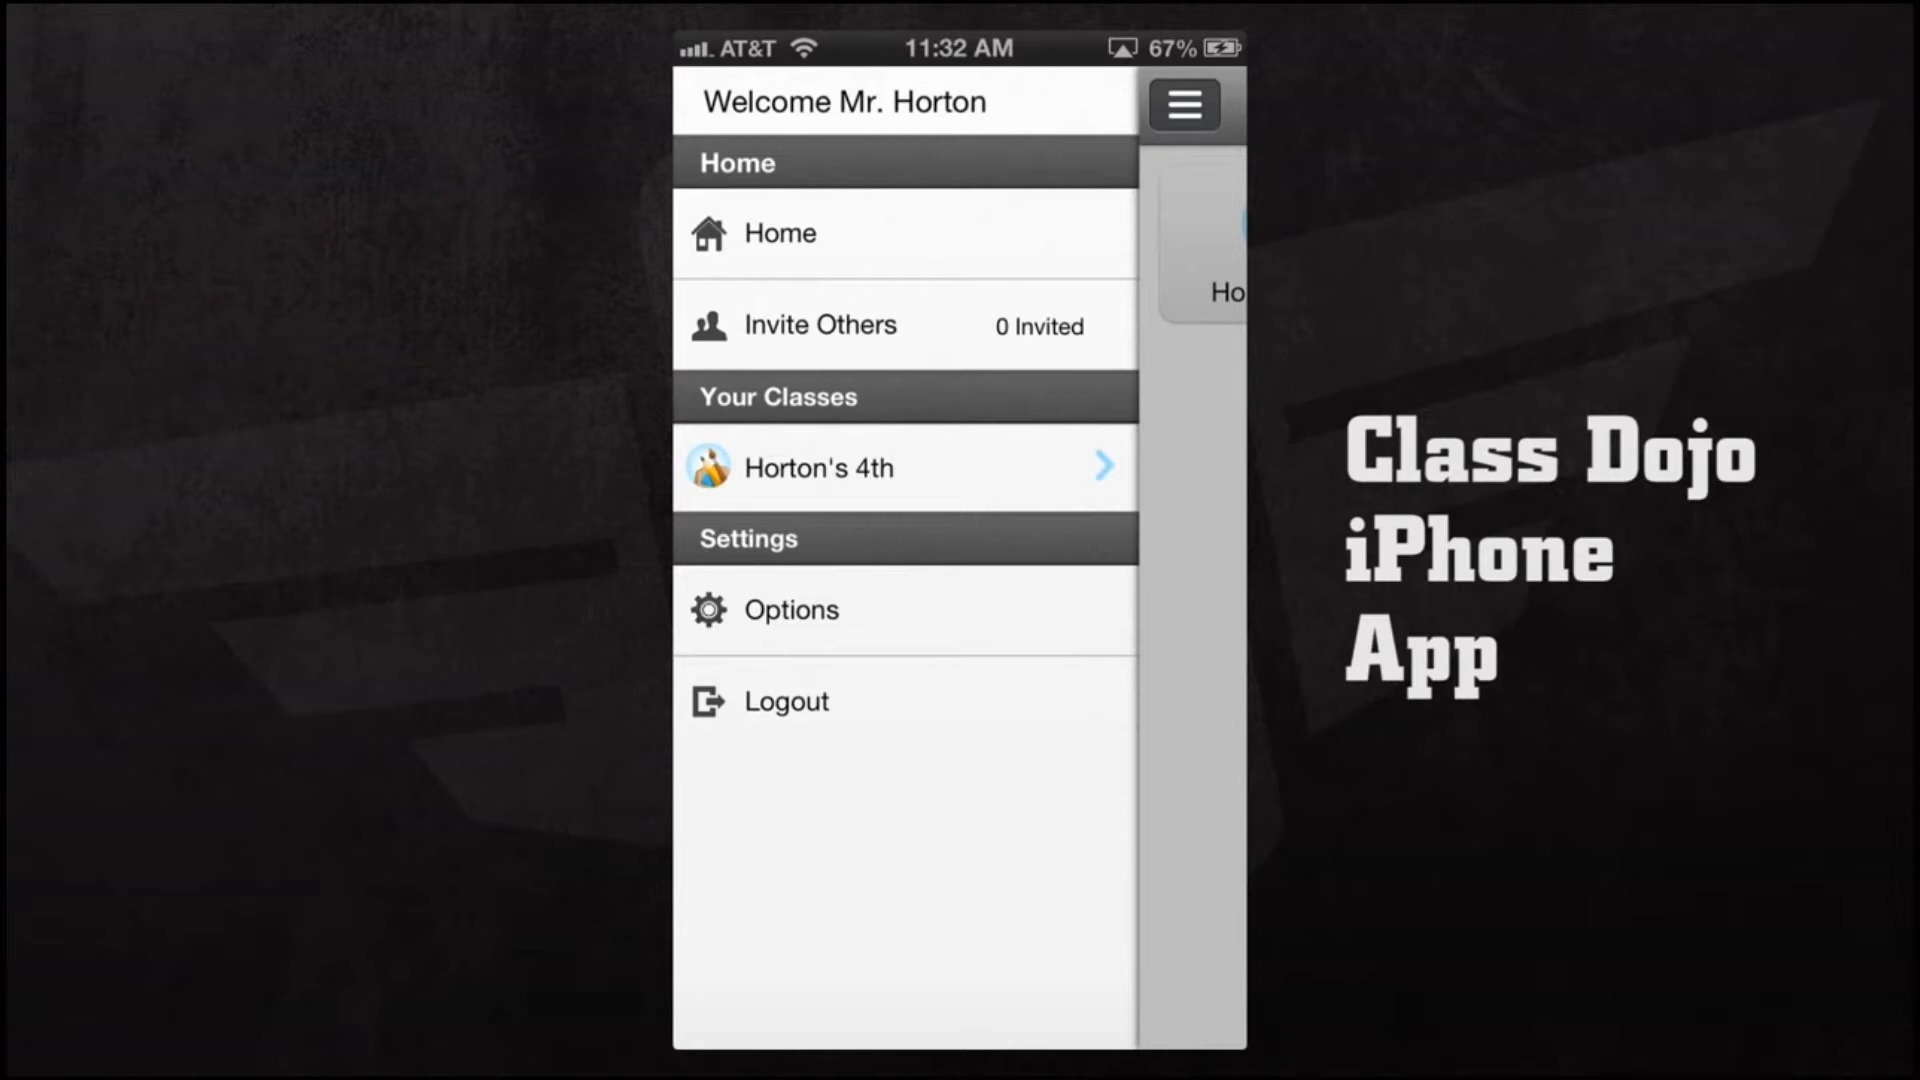 AT&T 11:32 AM 67%
Welcome Mr. Horton
Home
Home
Invite Others 0 Invited
Ho
Your Classes
Horton's 4th
Settings
Options
Logout
Class Dojo
iPhone
App